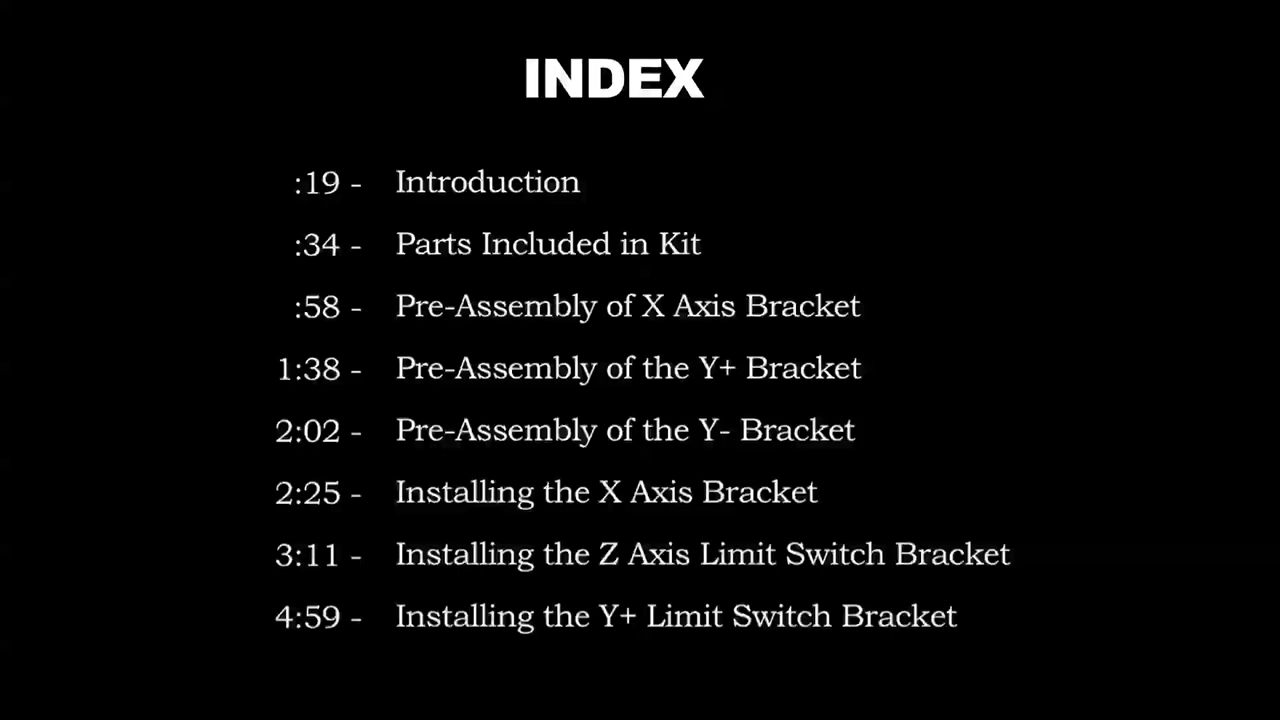 INDEX
:19 - Introduction
:34 - Parts Included in Kit
:58 - Pre-Assembly of X Axis Bracket
1:38 - Pre-Assembly of the Y+ Bracket
2:02 - Pre-Assembly of the Y- Bracket
2:25 - Installing the X Axis Bracket
3:11 - Installing the Z Axis Limit Switch Bracket
4:59 - Installing the Y+ Limit Switch Bracket